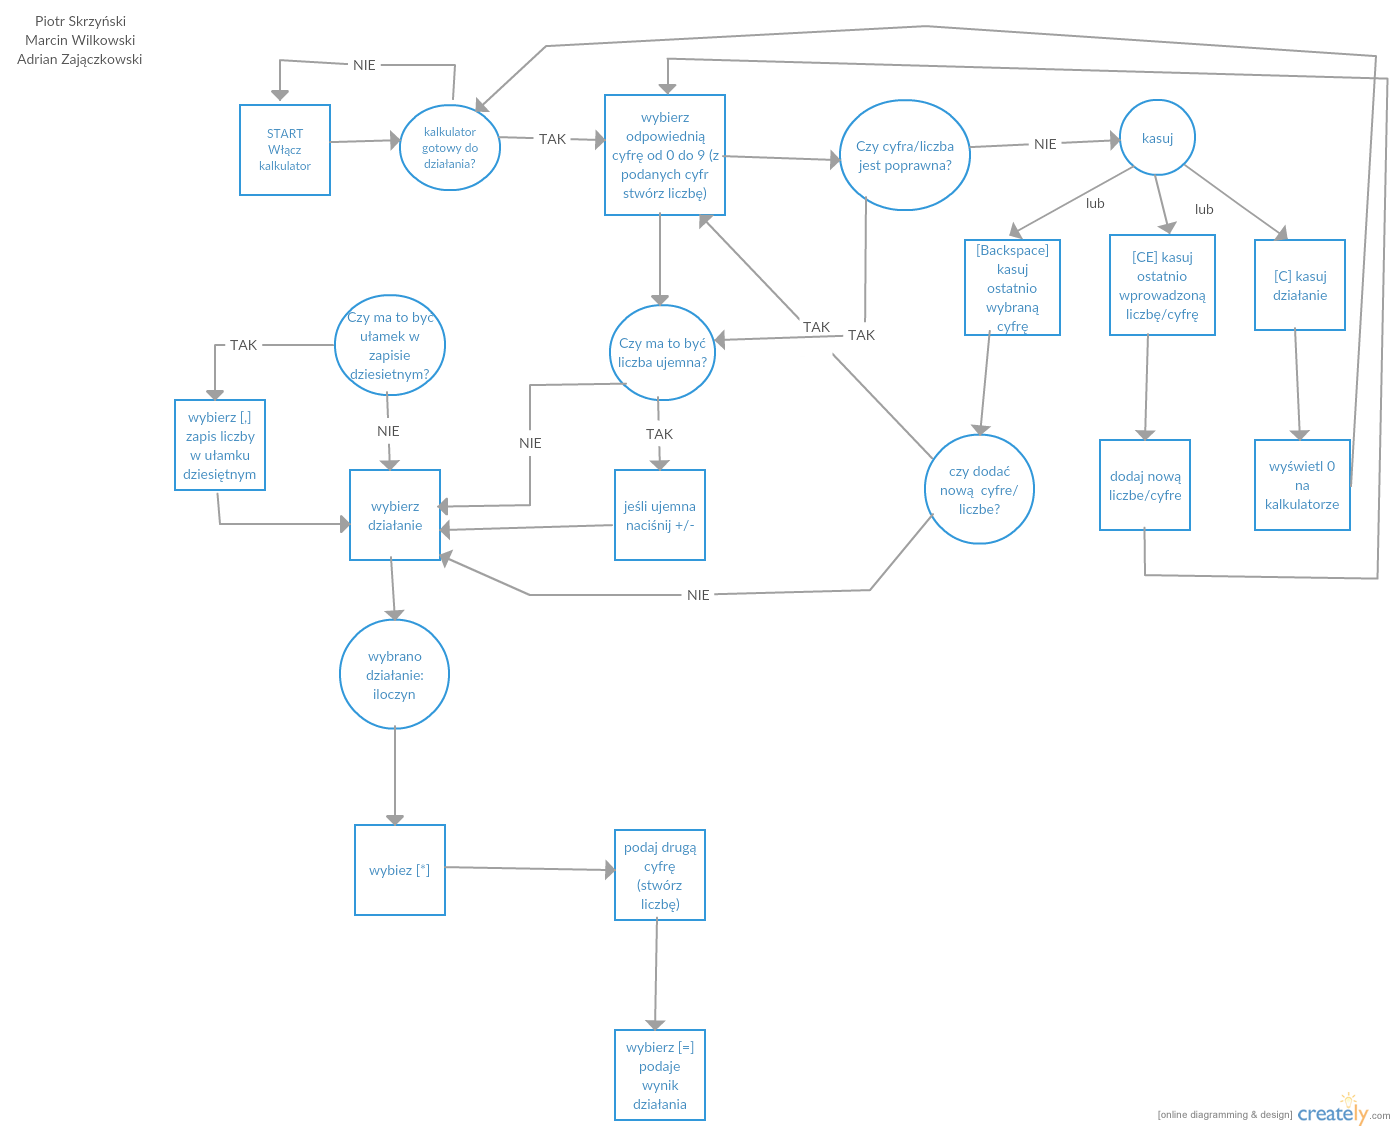 Piotr Skrzyński
Marcin Wilkowski
Adrian Zajączkowski
NIE
START
Włącz
kalkulator
kalkulator
gotowy do
działania?
TAK
wybierz
odpowiednią
cyfrę od 0 do 9 (z
podanych cyfr
stwórz liczbę)
Czy cyfra/liczba
jest poprawna?
NIE
kasuj
lub
lub
[Backspace]
kasuj
ostatnio
wybraną
cyfrę
[CE] kasuj
ostatnio
wprowadzoną
liczbę/cyfrę
[C] kasuj
działanie
Czy ma to być
ułamek w
zapisie
dziesietnym?
TAK
NIE
wybierz [,]
zapis liczby
w ułamku
dziesiętnym
Czy ma to być
liczba ujemna?
TAK
TAK
NIE
TAK
wybierz
działanie
jeśli ujemna
naciśnij +/-
czy dodać
nową cyfre/
liczbe?
dodaj nową
liczbe/cyfre
wyświetl 0
na
kalkulatorze
NIE
wybrano
działanie:
iloczyn
wybiez [*]
podaj drugą
cyfrę
(stwórz
liczbę)
wybierz [=]
podaje
wynik
działania
[online diagramming & design] creately.com